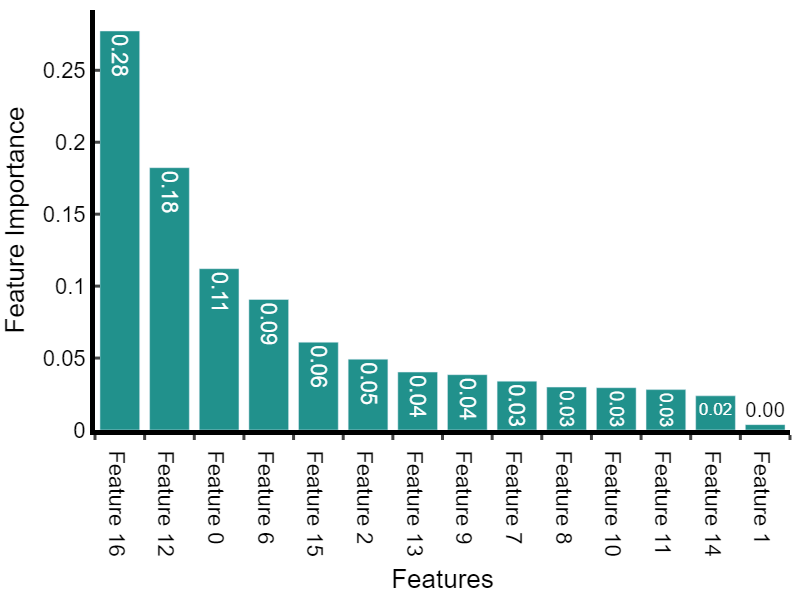 Feature Importance
0.25
0.2
0.15
0.1
0.05
0
0.28
0.18
0.11
0.09
0.06
0.05
0.04
0.04
0.03
0.03
0.03
0.03
0.02
0.00
Feature 16
Feature 12
Feature 0
Feature 6
Feature 15
Feature 2
Feature 13
Feature 9
Feature 7
Feature 8
Feature 10
Feature 11
Feature 14
Feature 1
Features